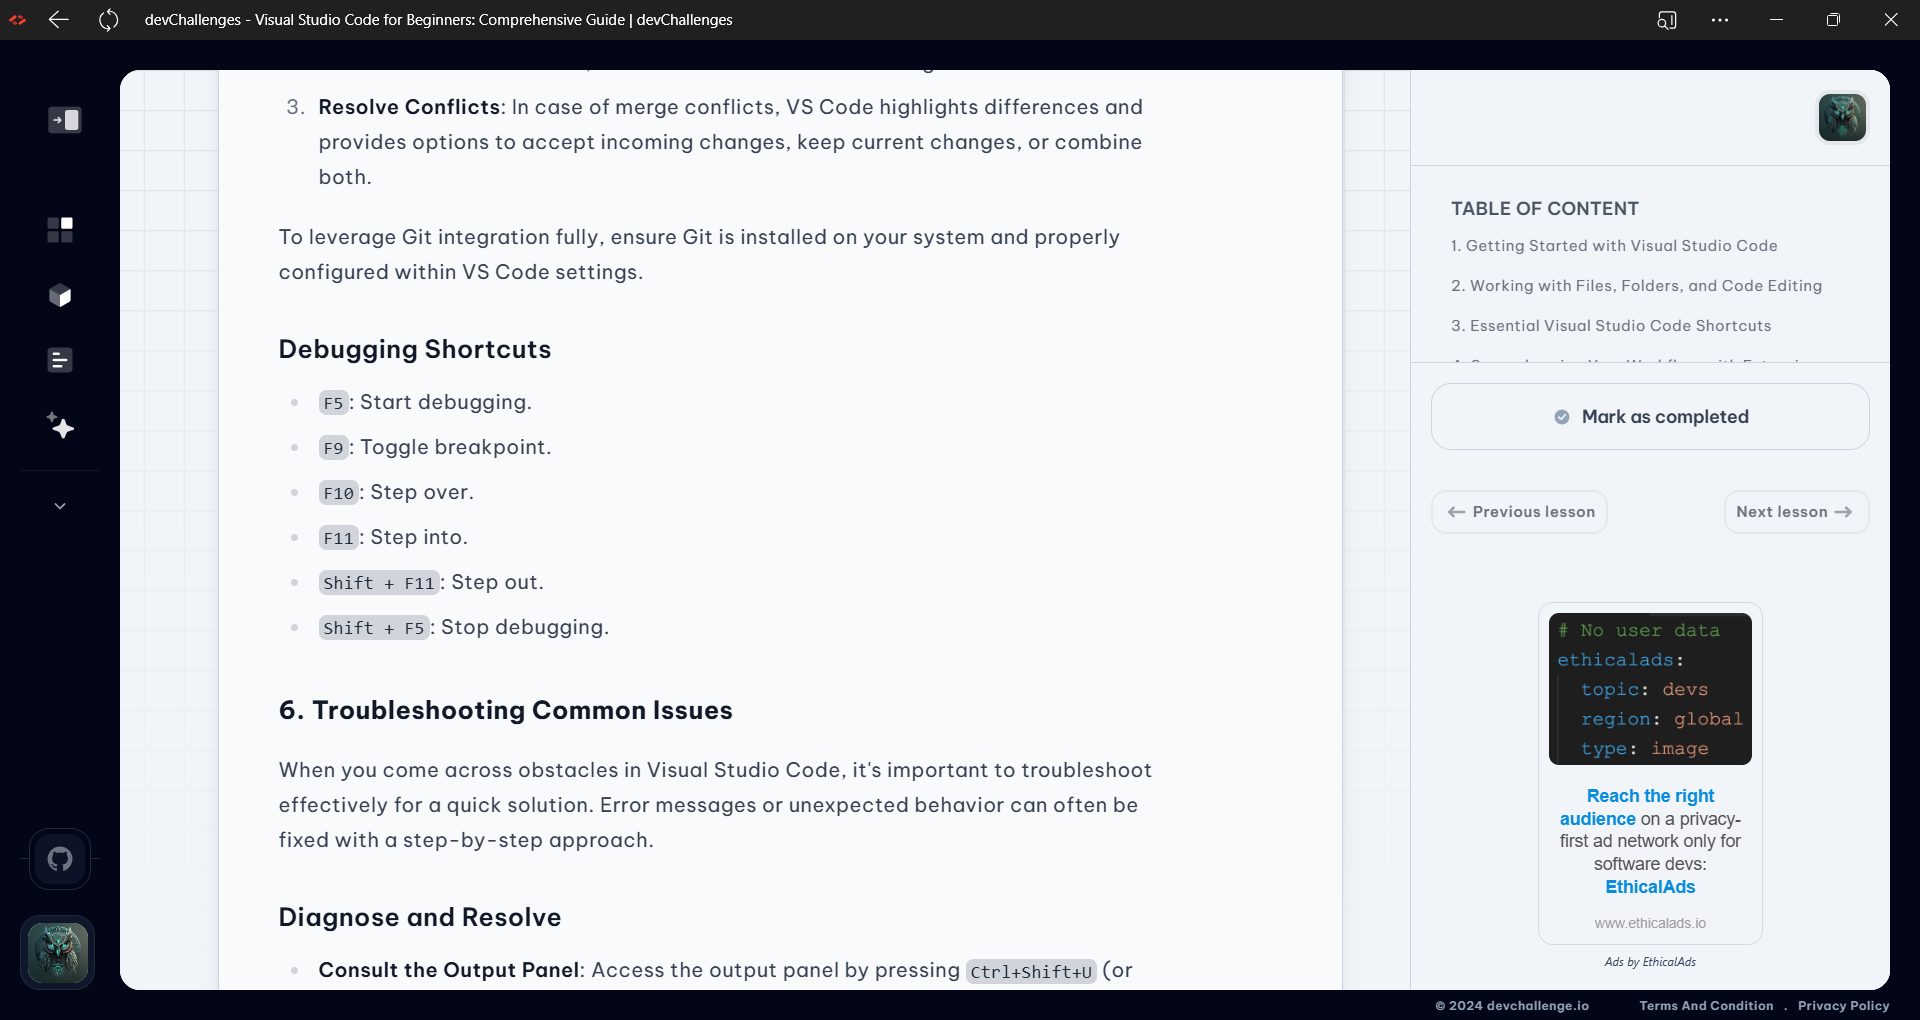 devChallenges - Visual Studio Code for Beginners: Comprehensive Guide | devChallenges
3. Resolve Conflicts: In case of merge conflicts, VS Code highlights differences and
provides options to accept incoming changes, keep current changes, or combine
both.
To leverage Git integration fully, ensure Git is installed on your system and properly
configured within VS Code settings.
Debugging Shortcuts
F5: Start debugging.
F9: Toggle breakpoint.
F10: Step over.
F11: Step into.
Shift + F11: Step out.
Shift + F5: Stop debugging.
6. Troubleshooting Common Issues
When you come across obstacles in Visual Studio Code, it's important to troubleshoot
effectively for a quick solution. Error messages or unexpected behavior can often be
fixed with a step-by-step approach.
Diagnose and Resolve
Consult the Output Panel: Access the output panel by pressing Ctrl+Shift+U (or
TABLE OF CONTENT
1. Getting Started with Visual Studio Code
2. Working with Files, Folders, and Code Editing
3. Essential Visual Studio Code Shortcuts
Mark as completed
Previous lesson
Next lesson
# No user data
ethicalads:
topic: devs
region: global
type: image
Reach the right
audience on a privacy-
first ad network only for
software devs:
EthicalAds
www.ethicalads.io
Ads by EthicalAds
© 2024 devchallenge.io
Terms And Condition . Privacy Policy